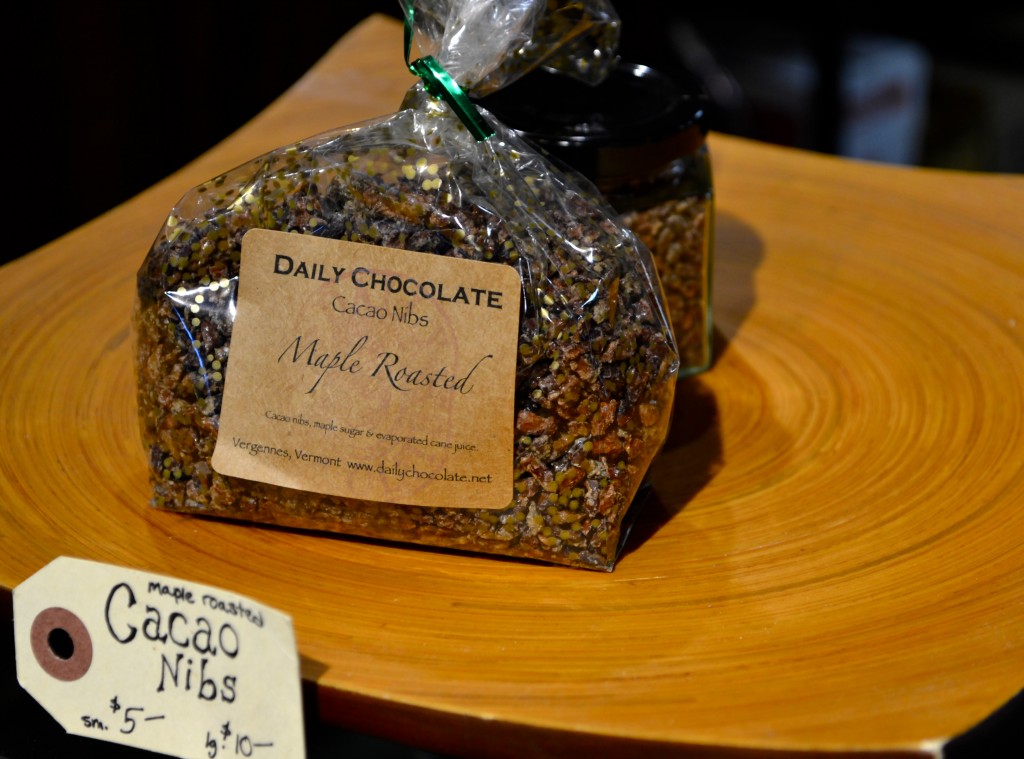 DAILY CHOCOLATE
Cacao Nibs
Maple Roasted
Cacao nibs, maple sugar & evaporated cane juice.
Vergennes, Vermont www.dailychocolate.net
maple roasted
Cacao
Nibs
sm. $5—
lg. $10—